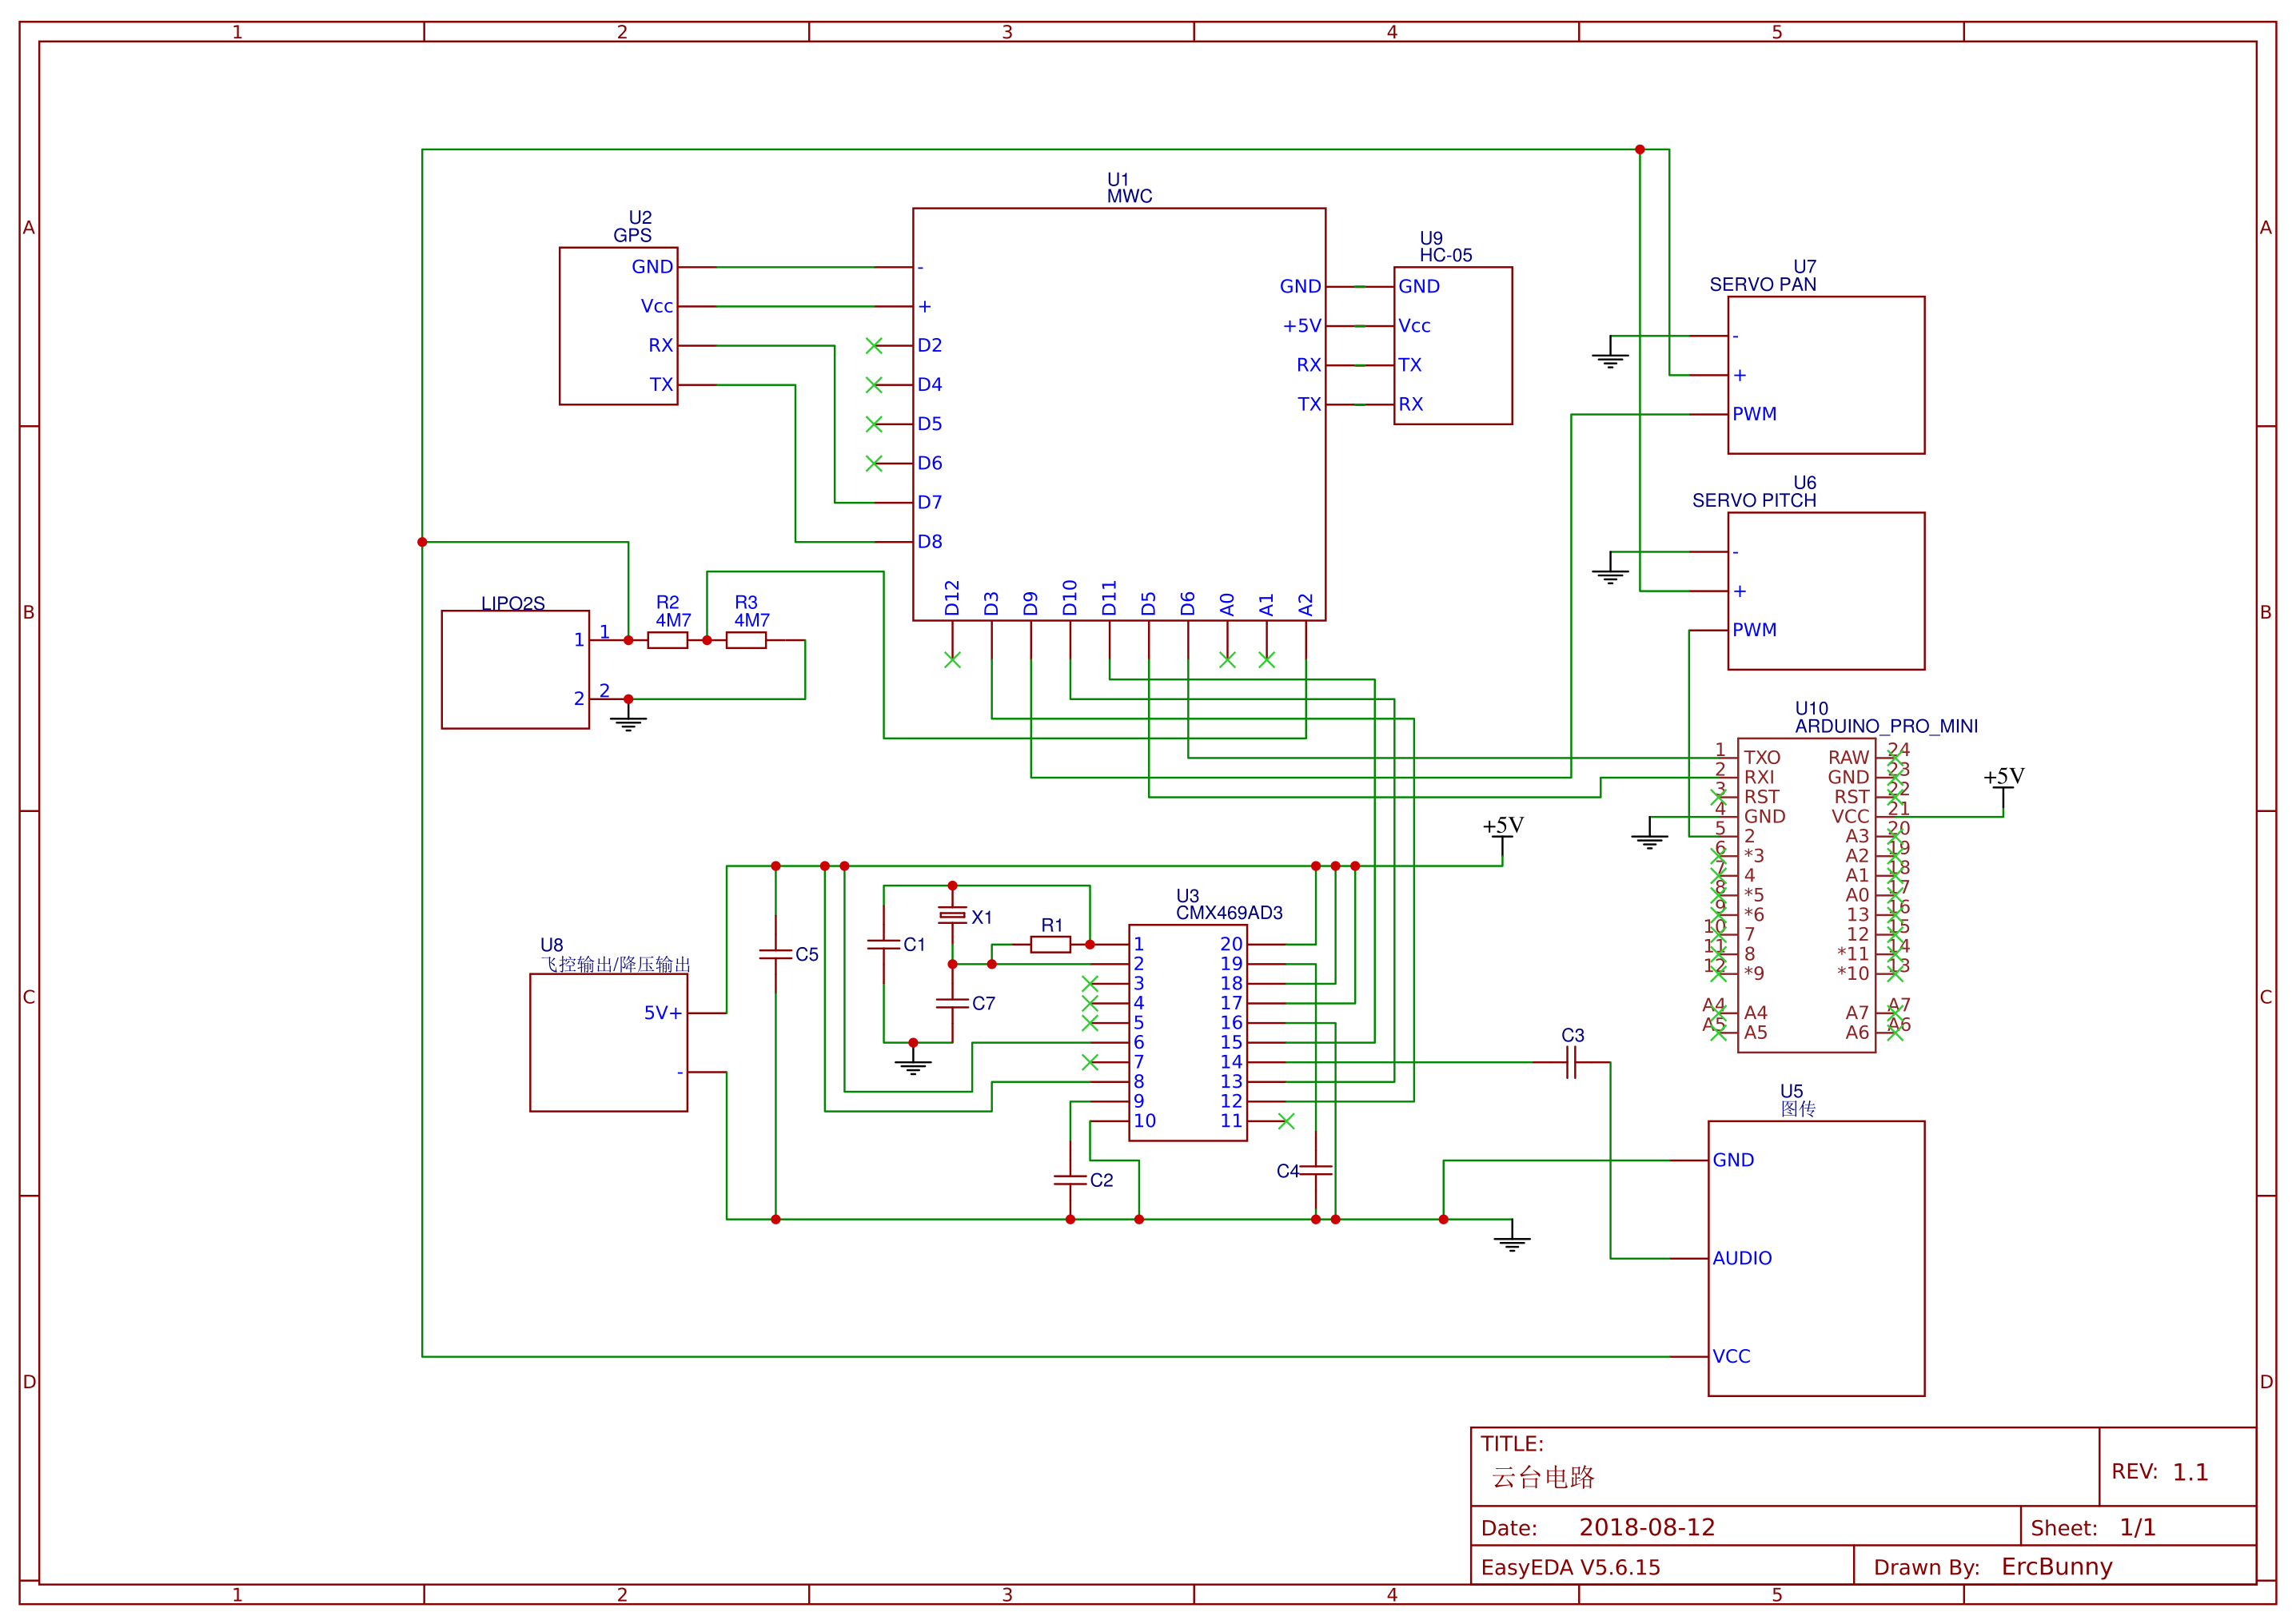 1 2 3 4 5
A A
B B
C C
D D
U1
MWC
-
+
D2
D4
D5
D6
D7
D8
D12 D3 D9 D10 D11 D5 D6 A0 A1 A2
GND
+5V
RX
TX
U2
GPS
GND
Vcc
RX
TX
U9
HC-05
GND
Vcc
TX
RX
U7
SERVO PAN
-
+
PWM
U6
SERVO PITCH
-
+
PWM
LIPO2S
1 1
2 2
R2
4M7
R3
4M7
U10
ARDUINO_PRO_MINI
1 TXO RAW 24
2 RXI GND 23
3 RST RST 22
4 GND VCC 21
5 2 A3 20
6 *3 A2 19
7 4 A1 18
8 *5 A0 17
9 *6 13 16
10 7 12 15
11 8 *11 14
12 *9 *10 13
A4 A4 A7 A7
A5 A5 A6 A6
+5V
+5V
U8
飞控输出/降压输出
5V+
-
C5
C1
X1
C7
R1
U3
CMX469AD3
1 20
2 19
3 18
4 17
5 16
6 15
7 14
8 13
9 12
10 11
C2
C4
C3
U5
图传
GND
AUDIO
VCC
TITLE:
云台电路
REV: 1.1
Date: 2018-08-12
Sheet: 1/1
EasyEDA V5.6.15
Drawn By: ErcBunny
1 2 3 4 5